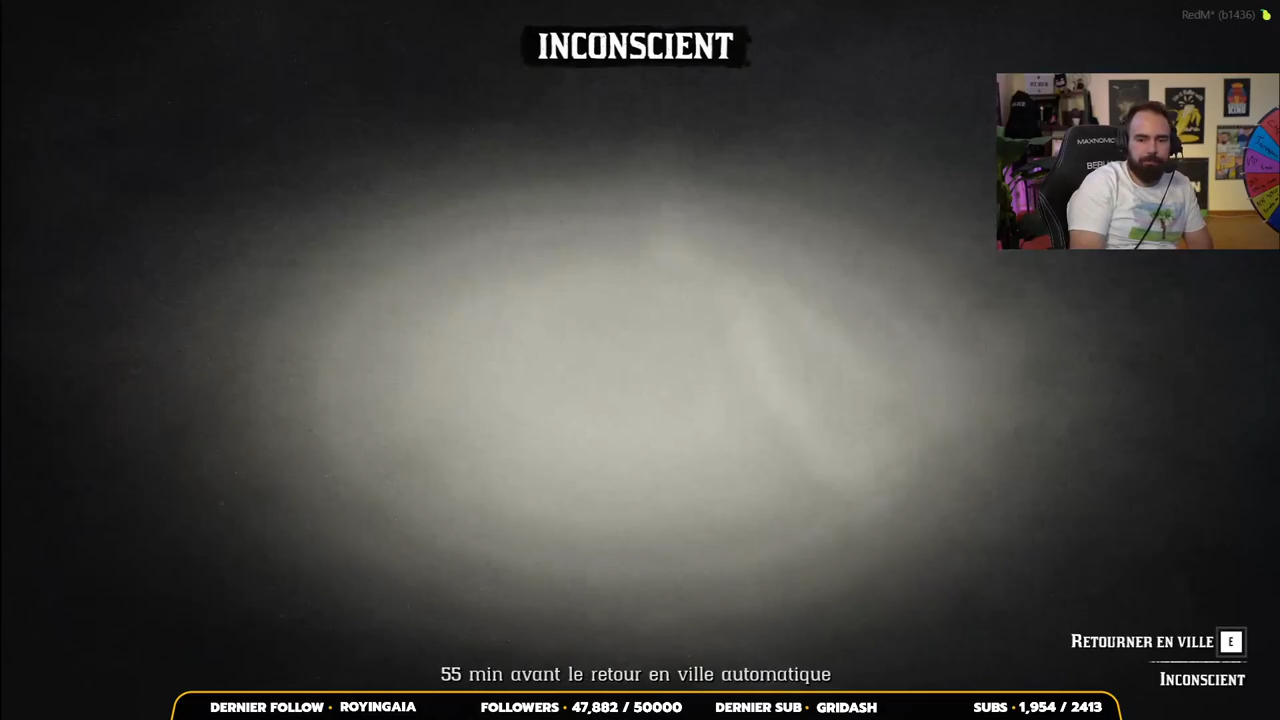 RedM* (b1436)
INCONSCIENT
MAXNOMIC
RETOURNER EN VILLE E
INCONSCIENT
55 min avant le retour en ville automatique
DERNIER FOLLOW · ROYINGAIA FOLLOWERS · 47,882 / 50000 DERNIER SUB · GRIDASH SUBS · 1,954 / 2413